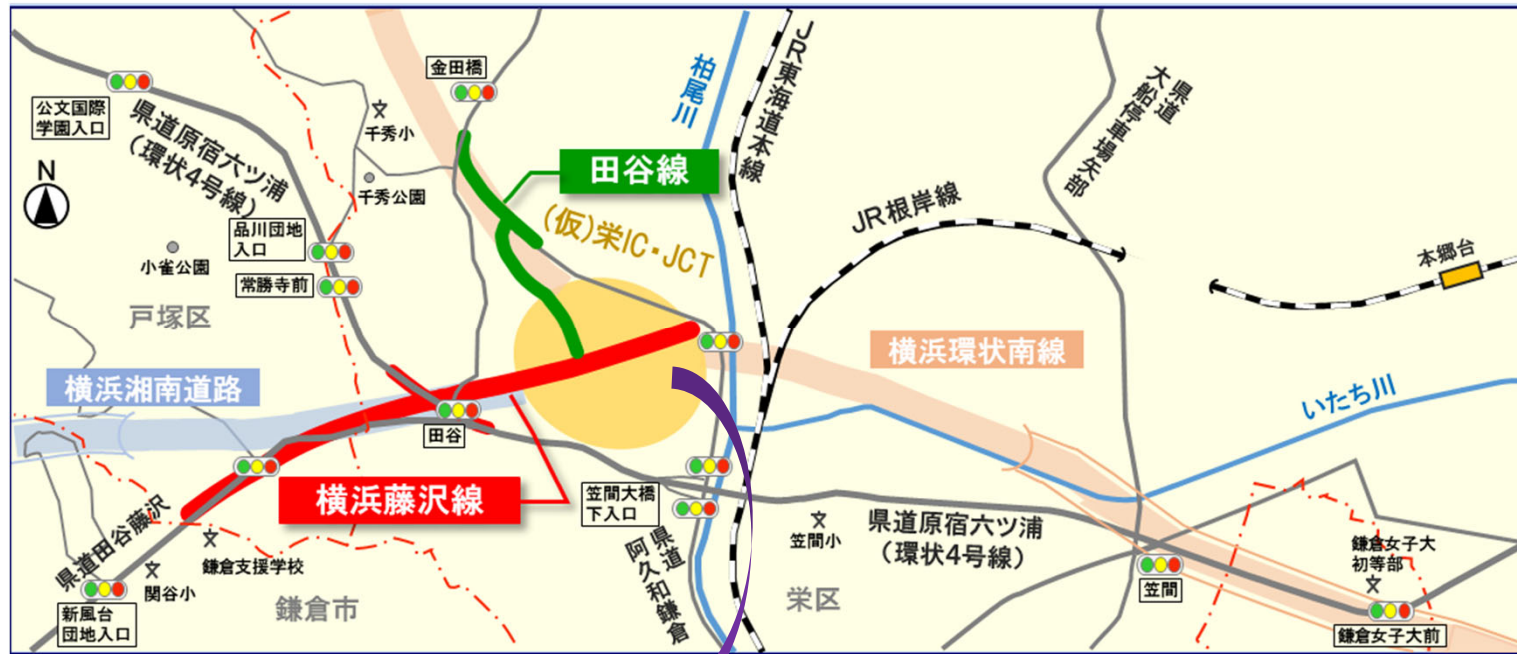 金田橋
公文国際
学園入口
県道原宿六ツ浦
(環状4号線)
千秀小
千秀公園
N
品川団地
入口
小雀公園
常勝寺前
戸塚区
田谷線
(仮)栄IC・JCT
柏尾川
JR東海道本線
JR根岸線
県道
大船停車場矢部
本郷台
横浜湘南道路
横浜環状南線
いたち川
田谷
横浜藤沢線
笠間大橋
下入口
県道田谷藤沢
鎌倉支援学校
関谷小
新風台
団地入口
鎌倉市
県道
阿久和鎌倉
笠間小
県道原宿六ツ浦
(環状4号線)
栄区
笠間
鎌倉女子大
初等部
鎌倉女子大前